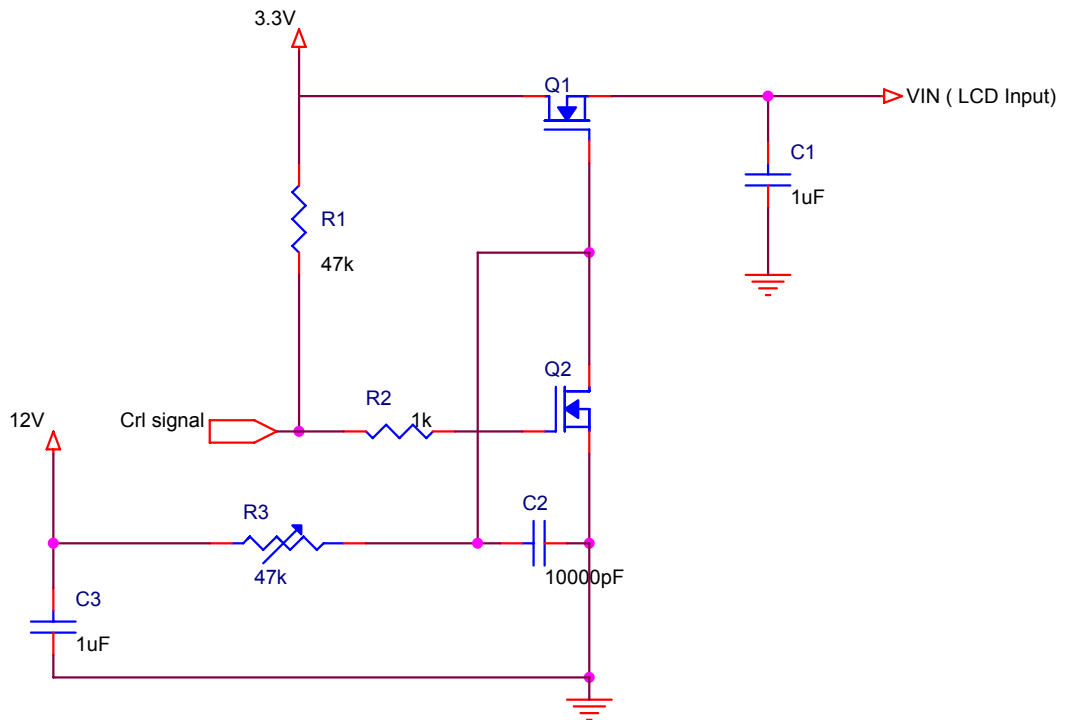 3.3V
Q1
VIN ( LCD Input)
C1
1uF
R1
47k
Q2
R2
1k
12V
Crl signal
R3
47k
C2
10000pF
C3
1uF